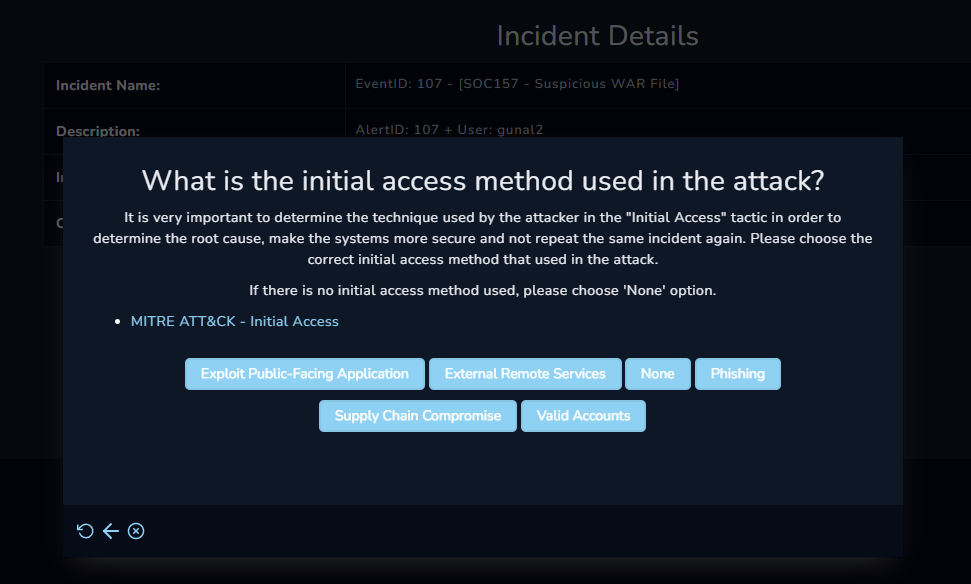 Incident Details
Incident Name:
EventID: 107 - [SOC157 - Suspicious WAR File]
Description:
AlertID: 107 + User: gunal2
What is the initial access method used in the attack?
It is very important to determine the technique used by the attacker in the "Initial Access" tactic in order to
determine the root cause, make the systems more secure and not repeat the same incident again. Please choose the
correct initial access method that used in the attack.
If there is no initial access method used, please choose 'None' option.
MITRE ATT&CK - Initial Access
Exploit Public-Facing Application
External Remote Services
None
Phishing
Supply Chain Compromise
Valid Accounts